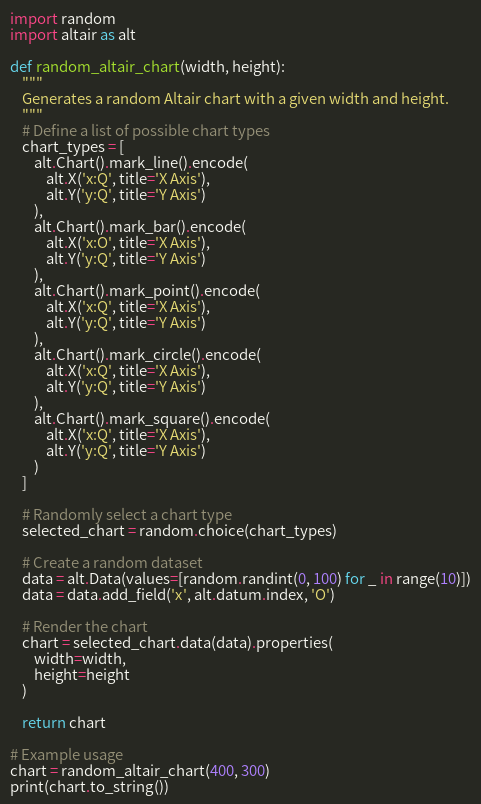 import random
import altair as alt

def random_altair_chart(width, height):
    """
    Generates a random Altair chart with a given width and height.
    """
    # Define a list of possible chart types
    chart_types = [
        alt.Chart().mark_line().encode(
            alt.X('x:Q', title='X Axis'),
            alt.Y('y:Q', title='Y Axis')
        ),
        alt.Chart().mark_bar().encode(
            alt.X('x:O', title='X Axis'),
            alt.Y('y:Q', title='Y Axis')
        ),
        alt.Chart().mark_point().encode(
            alt.X('x:Q', title='X Axis'),
            alt.Y('y:Q', title='Y Axis')
        ),
        alt.Chart().mark_circle().encode(
            alt.X('x:Q', title='X Axis'),
            alt.Y('y:Q', title='Y Axis')
        ),
        alt.Chart().mark_square().encode(
            alt.X('x:Q', title='X Axis'),
            alt.Y('y:Q', title='Y Axis')
        )
    ]

    # Randomly select a chart type
    selected_chart = random.choice(chart_types)

    # Create a random dataset
    data = alt.Data(values=[random.randint(0, 100) for _ in range(10)])
    data = data.add_field('x', alt.datum.index, 'O')

    # Render the chart
    chart = selected_chart.data(data).properties(
        width=width,
        height=height
    )

    return chart

# Example usage
chart = random_altair_chart(400, 300)
print(chart.to_string())